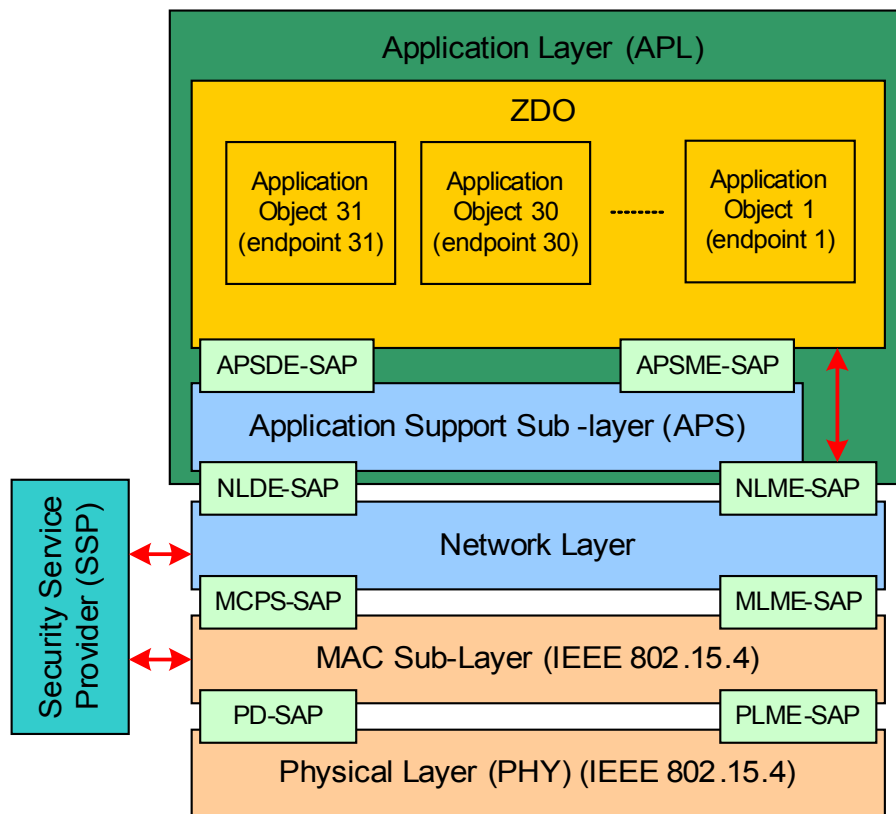 Application Layer (APL)
ZDO
Application
Object 31
(endpoint 31)
Application
Object 30
(endpoint 30)
Application
Object 1
(endpoint 1)
APSDE-SAP
APSME-SAP
Application Support Sub -layer (APS)
NLDE-SAP
NLME-SAP
Security Service
Provider (SSP)
Network Layer
MCPS-SAP
MLME-SAP
MAC Sub-Layer (IEEE 802.15.4)
PD-SAP
PLME-SAP
Physical Layer (PHY) (IEEE 802.15.4)